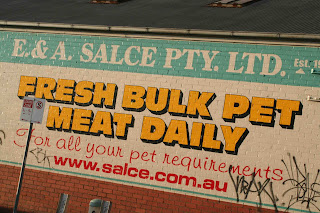 E. & A. SALCE PTY. LTD.
FRESH BULK PET
MEAT DAILY
For all your pet requirements
www.salce.com.au